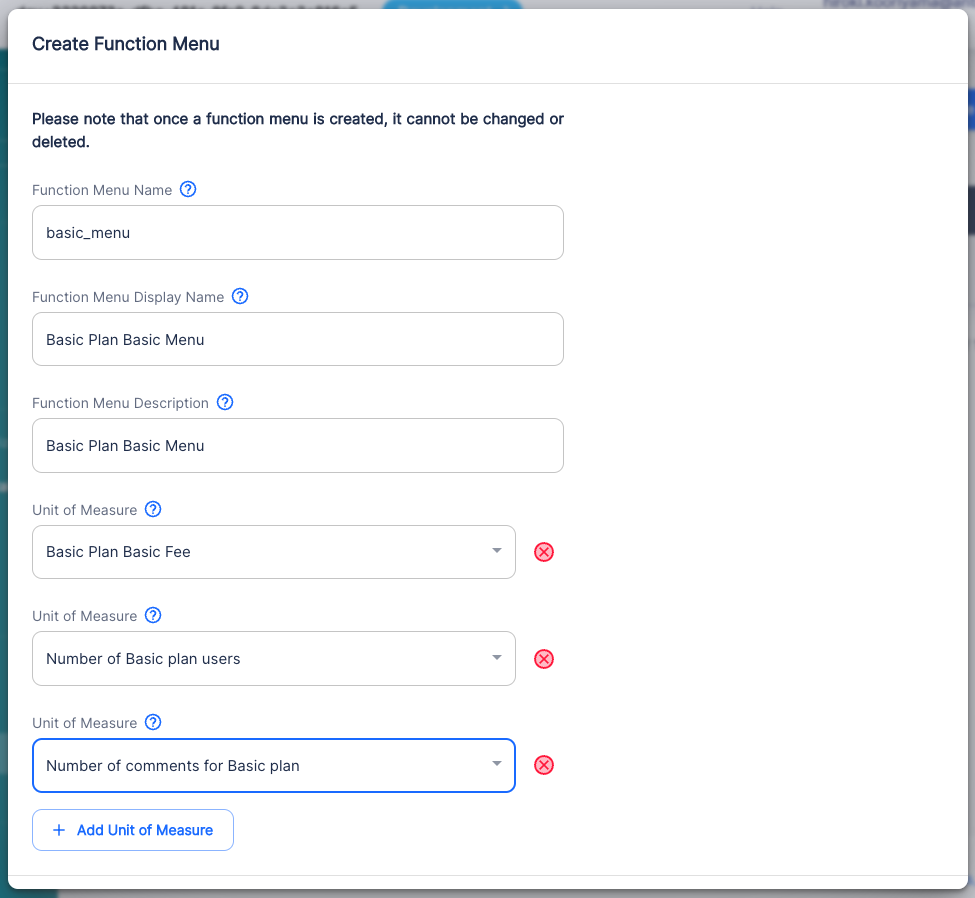 Create Function Menu
Please note that once a function menu is created, it cannot be changed or
deleted.
Function Menu Name
basic_menu
Function Menu Display Name
Basic Plan Basic Menu
Function Menu Description
Basic Plan Basic Menu
Unit of Measure
Basic Plan Basic Fee
Unit of Measure
Number of Basic plan users
Unit of Measure
Number of comments for Basic plan
+ Add Unit of Measure